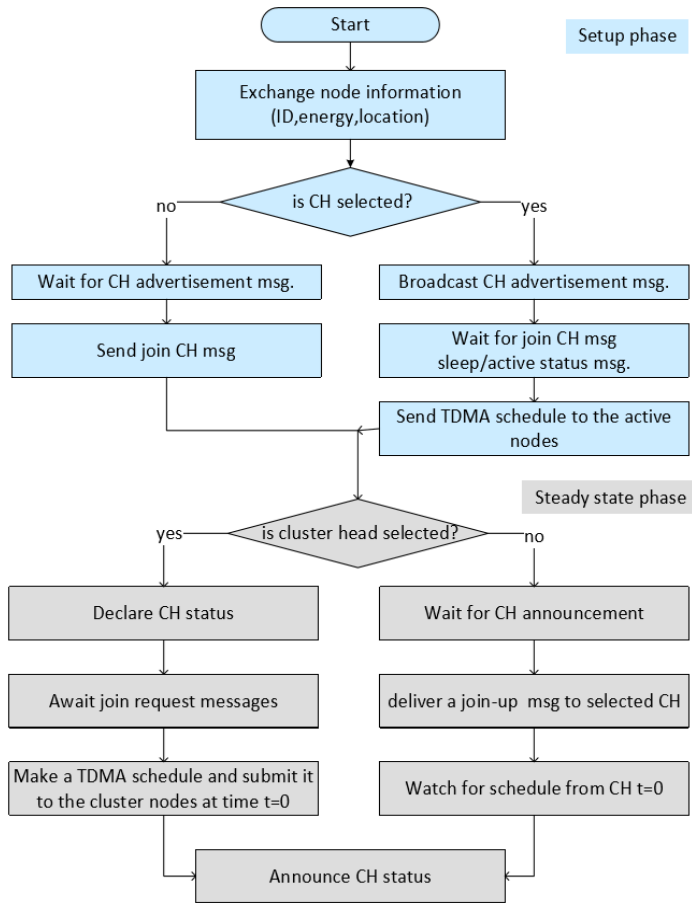 Start
Setup phase
Exchange node information
(ID,energy,location)
is CH selected?
no
yes
Wait for CH advertisement msg.
Broadcast CH advertisement msg.
Send join CH msg
Wait for join CH msg
sleep/active status msg.
Send TDMA schedule to the active
nodes
Steady state phase
is cluster head selected?
yes
no
Declare CH status
Wait for CH announcement
Await join request messages
deliver a join-up msg to selected CH
Make a TDMA schedule and submit it
to the cluster nodes at time t=0
Watch for schedule from CH t=0
Announce CH status